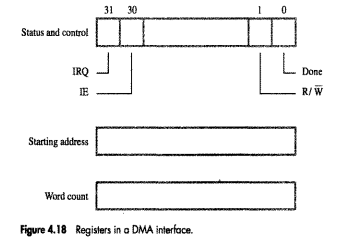 31 30 1 0
Status and control
IRQ Done
IE R/W̅
Starting address
Word count
Figure 4.18 Registers in a DMA interface.